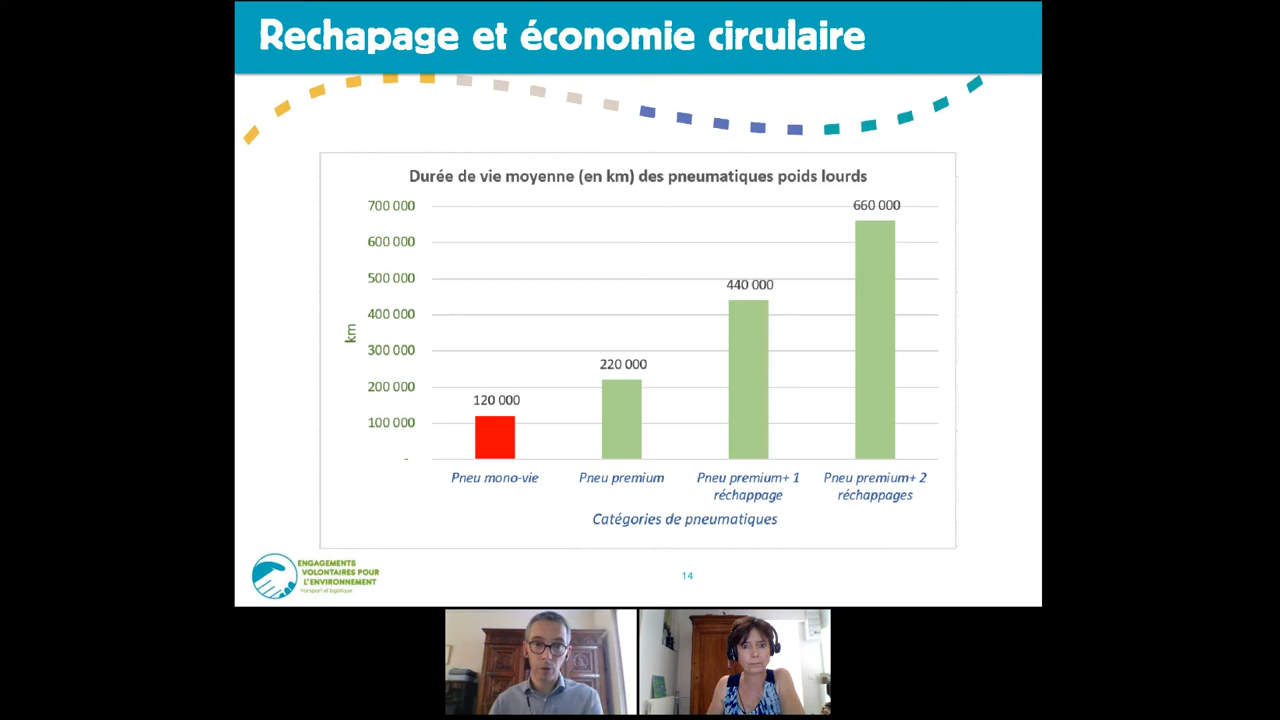 Rechapage et économie circulaire
Durée de vie moyenne (en km) des pneumatiques poids lourds
700 000
600 000
500 000
400 000
300 000
200 000
100 000
-
km
120 000
220 000
440 000
660 000
Pneu mono-vie
Pneu premium
Pneu premium+ 1
réchappage
Pneu premium+ 2
réchappages
Catégories de pneumatiques
ENGAGEMENTS
VOLONTAIRES POUR
L'ENVIRONNEMENT
transport et logistique
14